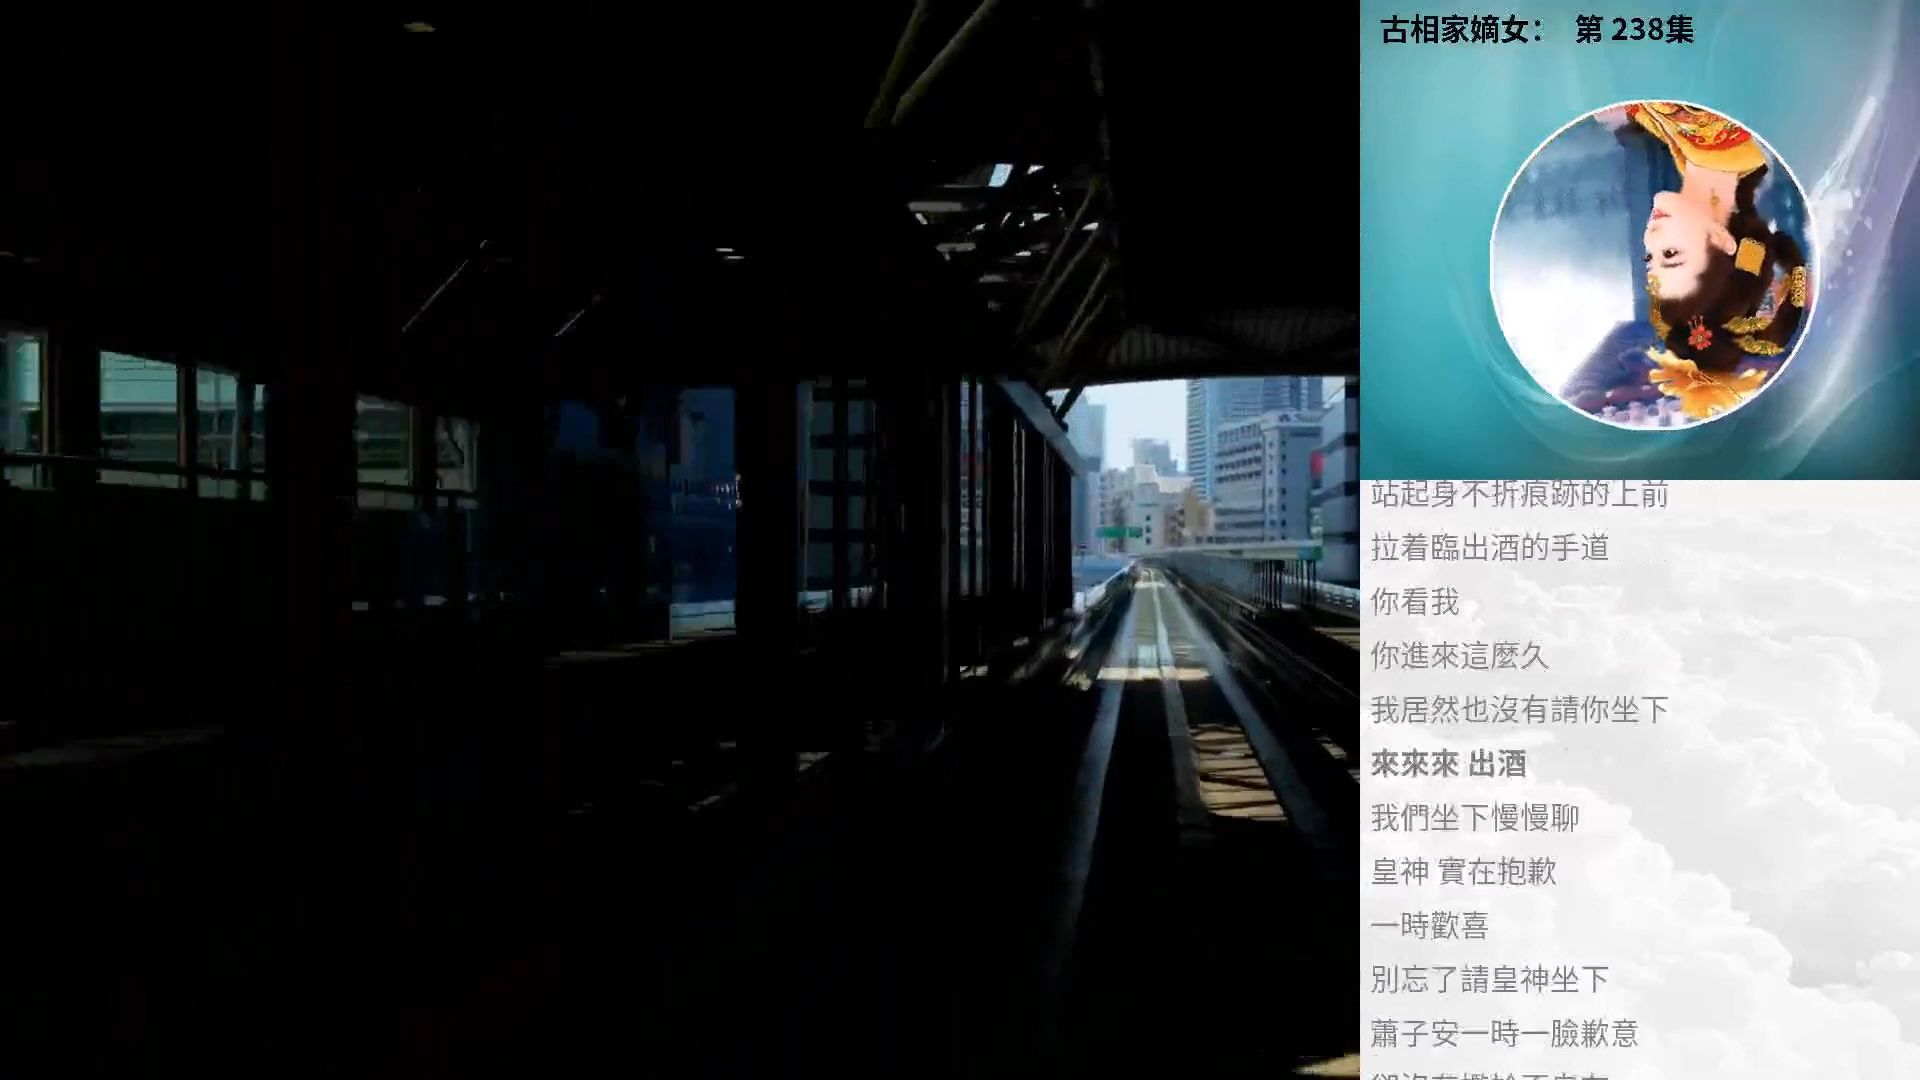 古相家嫡女： 第 238集
站起身不折痕跡的上前
拉着臨出酒的手道
你看我
你進來這麼久
我居然也沒有請你坐下
來來來 出酒
我們坐下慢慢聊
皇神 實在抱歉
一時歡喜
別忘了請皇神坐下
蕭子安一時一臉歉意